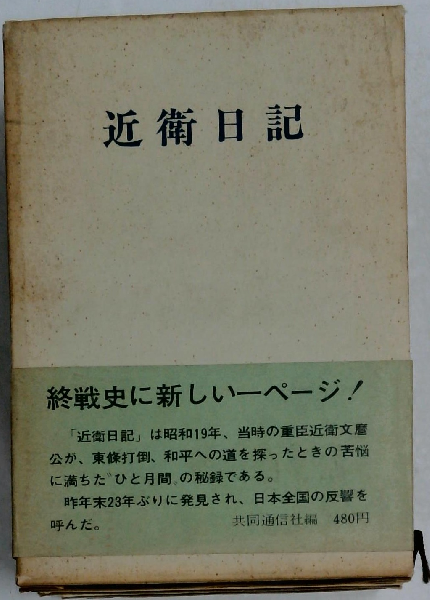 近衛日記
終戦史に新しい一ページ!
「近衛日記」は昭和19年、当時の重臣近衛文麿
公が、東條打倒、和平への道を探ったときの苦悩
に満ちた“ひと月間”の秘録である。
昨年末23年ぶりに発見され、日本全国の反響を
呼んだ。
共同通信社編 480円